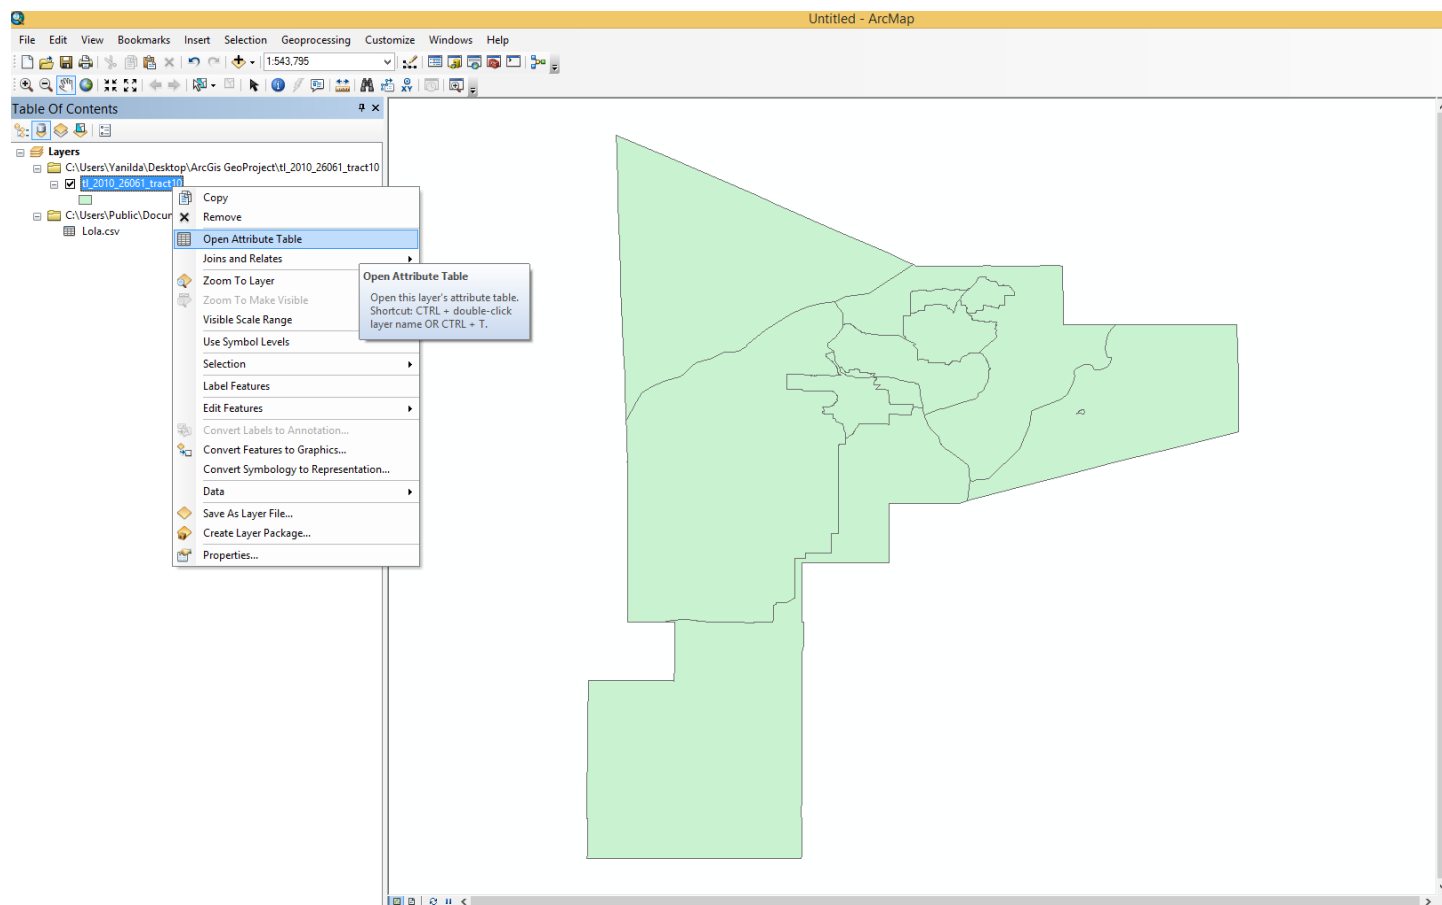 Untitled - ArcMap
File Edit View Bookmarks Insert Selection Geoprocessing Customize Windows Help
1:543,795
Table Of Contents
Layers
C:\Users\Yanilda\Desktop\ArcGis GeoProject\tl_2010_26061_tract10
tl_2010_26061_tract10
C:\Users\Public\Docum
Lola.csv
Copy
Remove
Open Attribute Table
Joins and Relates
Zoom To Layer
Zoom To Make Visible
Visible Scale Range
Use Symbol Levels
Selection
Label Features
Edit Features
Convert Labels to Annotation...
Convert Features to Graphics...
Convert Symbology to Representation...
Data
Save As Layer File...
Create Layer Package...
Properties...
Open Attribute Table
Open this layer's attribute table.
Shortcut: CTRL + double-click
layer name OR CTRL + T.